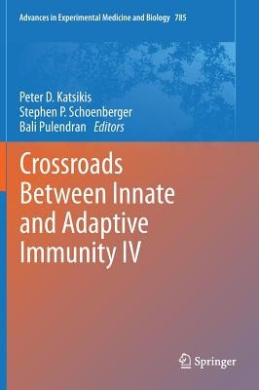 Advances in Experimental Medicine and Biology 785
Peter D. Katsikis
Stephen P. Schoenberger
Bali Pulendran Editors
Crossroads
Between Innate
and Adaptive
Immunity IV
Springer